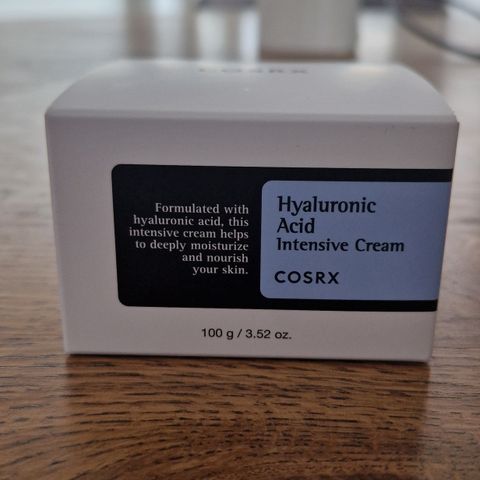 COSRX
Formulated with
hyaluronic acid, this
intensive cream helps
to deeply moisturize
and nourish
your skin.
Hyaluronic
Acid
Intensive Cream
COSRX
100 g / 3.52 oz.